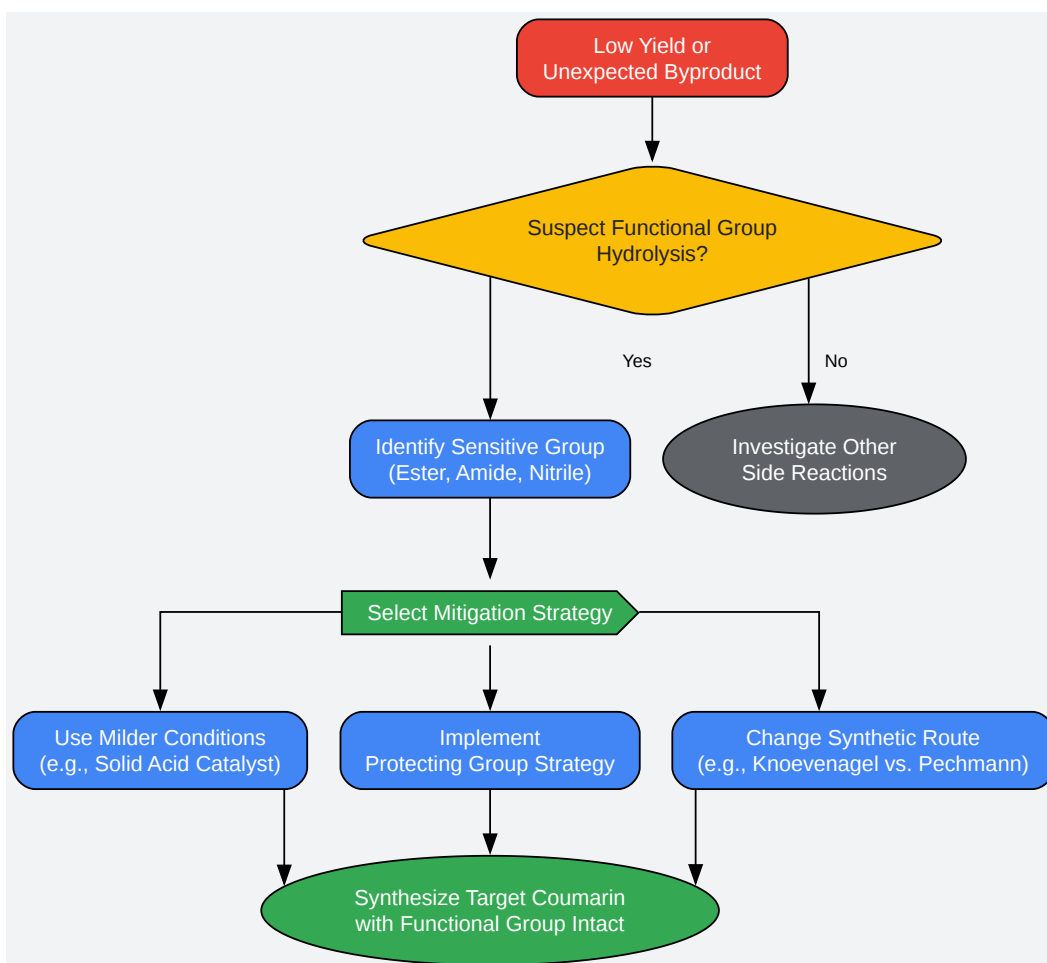 Low Yield or
Unexpected Byproduct
Suspect Functional Group
Hydrolysis?
Yes
No
Identify Sensitive Group
(Ester, Amide, Nitrile)
Investigate Other
Side Reactions
Select Mitigation Strategy
Use Milder Conditions
(e.g., Solid Acid Catalyst)
Implement
Protecting Group Strategy
Change Synthetic Route
(e.g., Knoevenagel vs. Pechmann)
Synthesize Target Coumarin
with Functional Group Intact